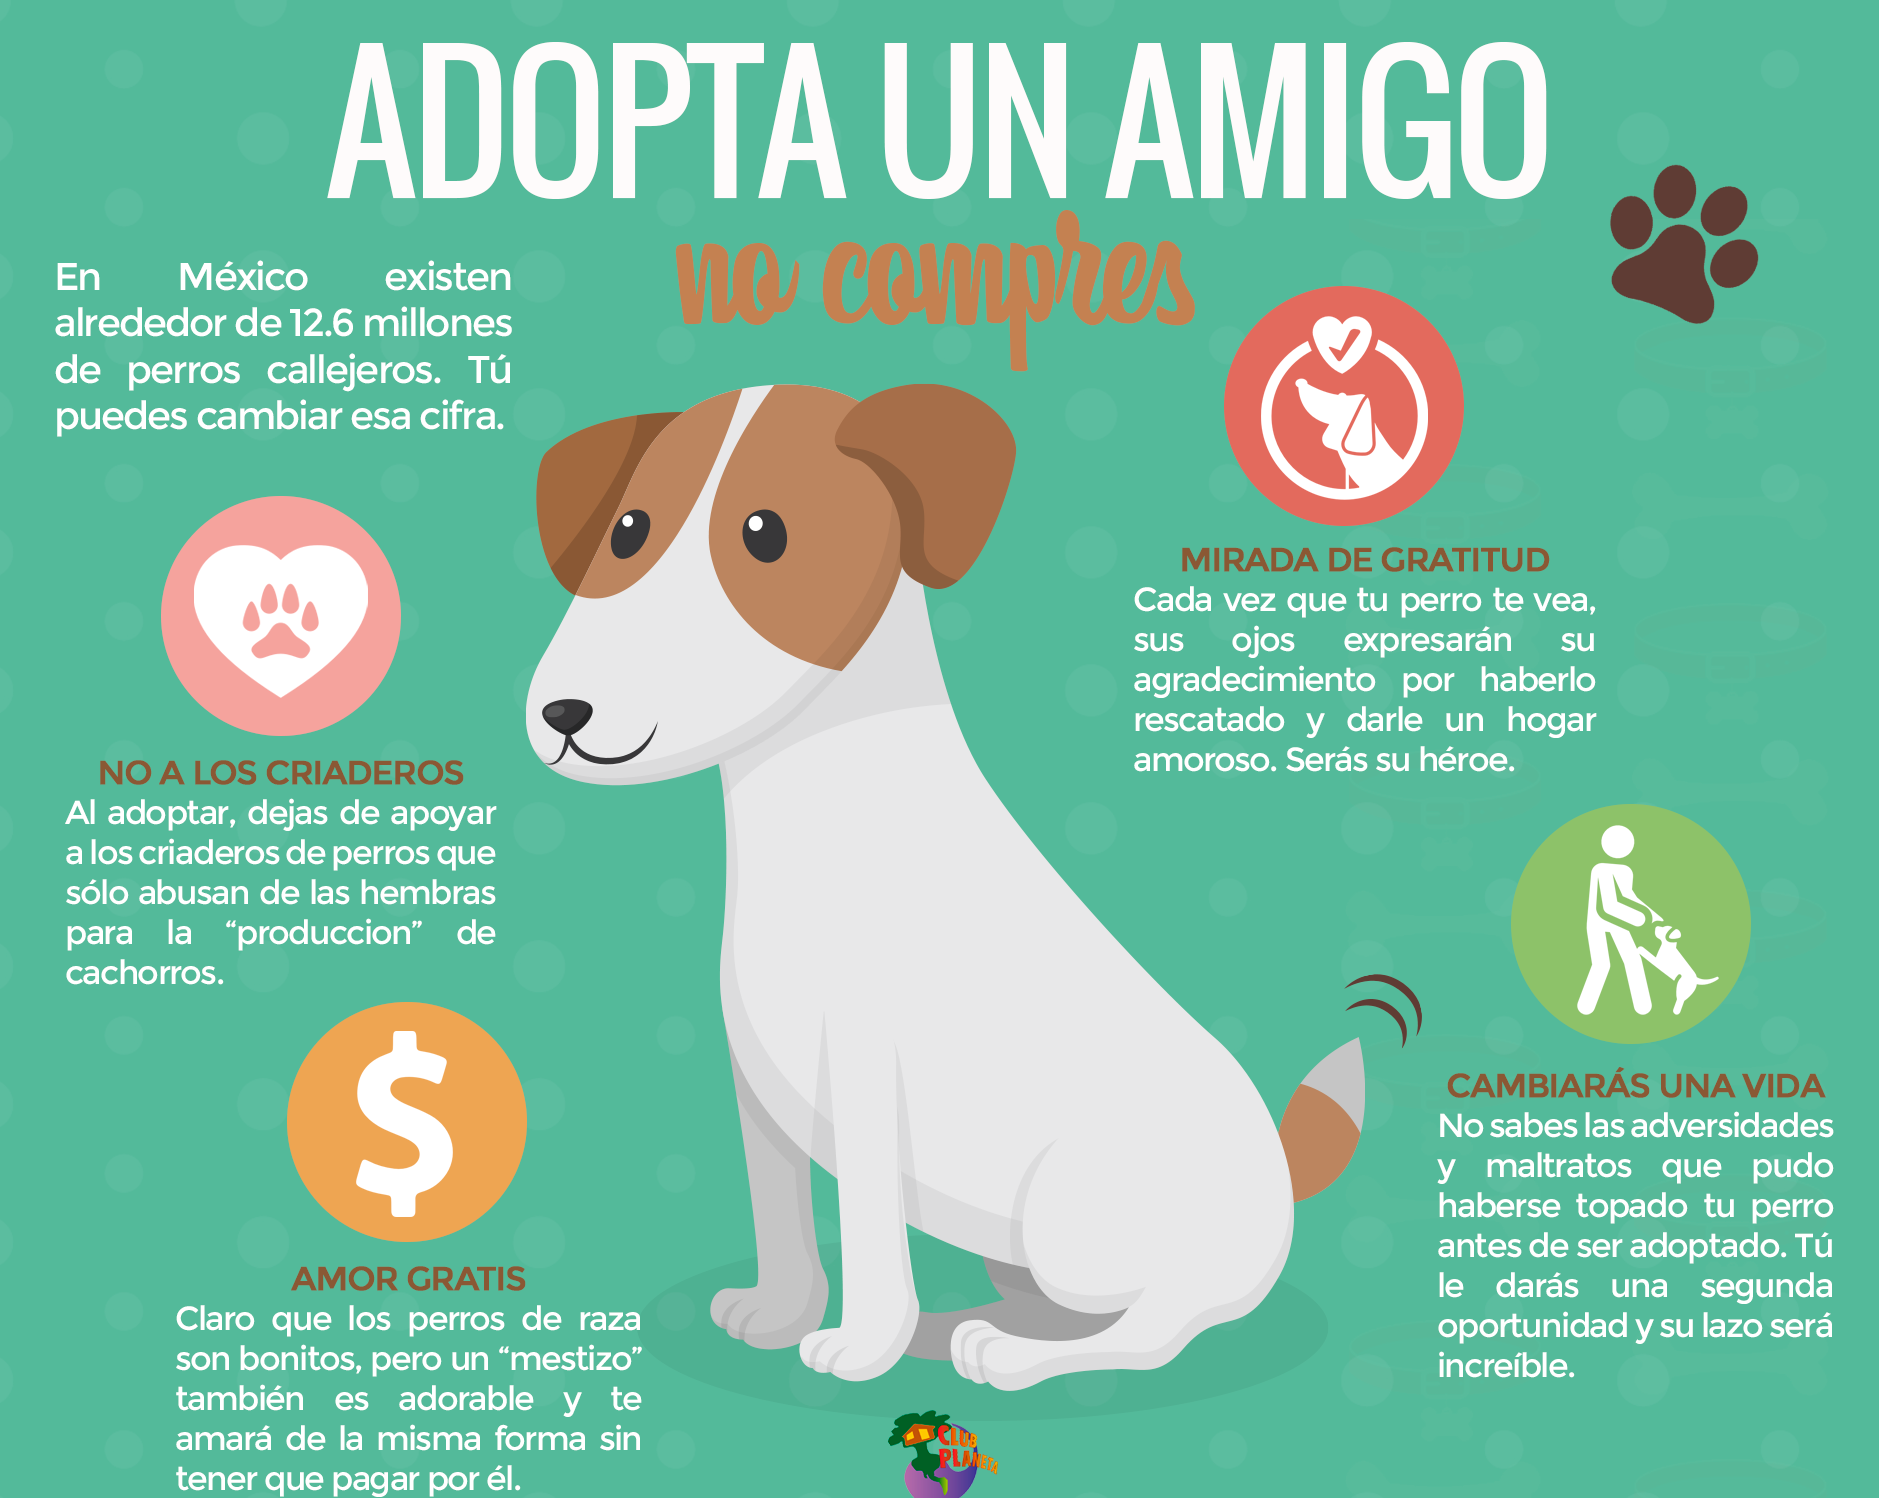 ADOPTA UN AMIGO
no compres
En México existen
alrededor de 12.6 millones
de perros callejeros. Tú
puedes cambiar esa cifra.
NO A LOS CRIADEROS
Al adoptar, dejas de apoyar
a los criaderos de perros que
sólo abusan de las hembras
para la “produccion” de
cachorros.
AMOR GRATIS
Claro que los perros de raza
son bonitos, pero un “mestizo”
también es adorable y te
amará de la misma forma sin
tener que pagar por él.
MIRADA DE GRATITUD
Cada vez que tu perro te vea,
sus ojos expresarán su
agradecimiento por haberlo
rescatado y darle un hogar
amoroso. Serás su héroe.
CAMBIARÁS UNA VIDA
No sabes las adversidades
y maltratos que pudo
haberse topado tu perro
antes de ser adoptado. Tú
le darás una segunda
oportunidad y su lazo será
increíble.
CLUB
PLANETA